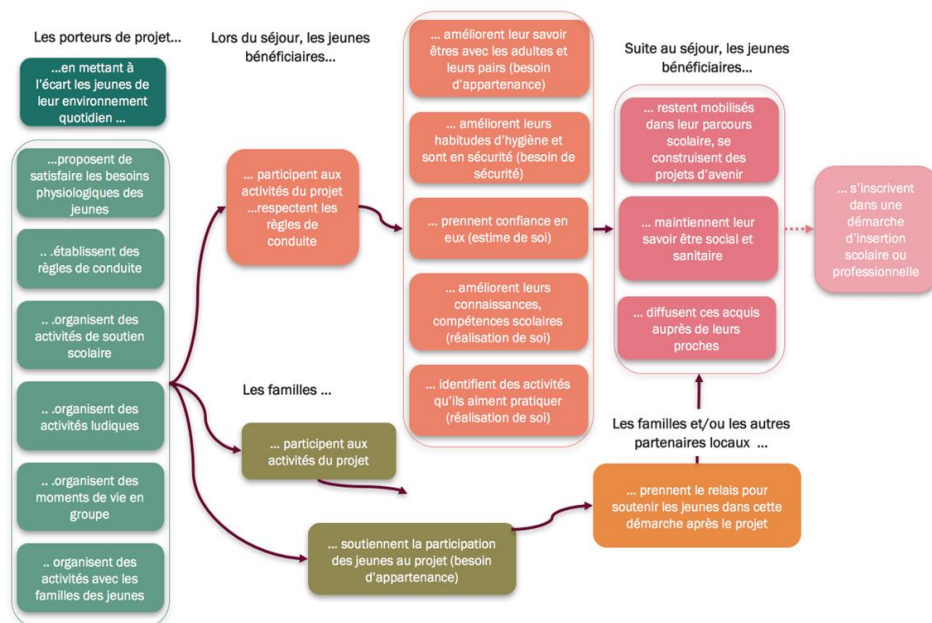 Les porteurs de projet...
...en mettant à
l'écart les jeunes de
leur environnement
quotidien ...
...proposent de
satisfaire les besoins
physiologiques des
jeunes
.. .établissent des
règles de conduite
.. .organisent des
activités de soutien
scolaire
.. .organisent des
activités ludiques
.. .organisent des
moments de vie en
groupe
.. organisent des
activités avec les
familles des jeunes
Lors du séjour, les jeunes
bénéficiaires...
... participent aux
activités du projet
...respectent les
règles de conduite
... améliorent leur savoir
êtres avec les adultes et
leurs pairs (besoin
d'appartenance)
... améliorent leurs
habitudes d'hygiène et
sont en sécurité (besoin de
sécurité)
... prennent confiance en
eux (estime de soi)
... améliorent leurs
connaissances,
compétences scolaires
(réalisation de soi)
... identifient des activités
qu'ils aiment pratiquer
(réalisation de soi)
Les familles ...
... participent aux
activités du projet
... soutiennent la participation
des jeunes au projet (besoin
d'appartenance)
Suite au séjour, les jeunes
bénéficiaires...
... restent mobilisés
dans leur parcours
scolaire, se
construisent des
projets d'avenir
... maintiennent leur
savoir être social et
sanitaire
... diffusent ces acquis
auprès de leurs
proches
Les familles et/ou les autres
partenaires locaux ...
... prennent le relais pour
soutenir les jeunes dans cette
démarche après le projet
... s'inscrivent
dans une
démarche
d'insertion
scolaire ou
professionnelle